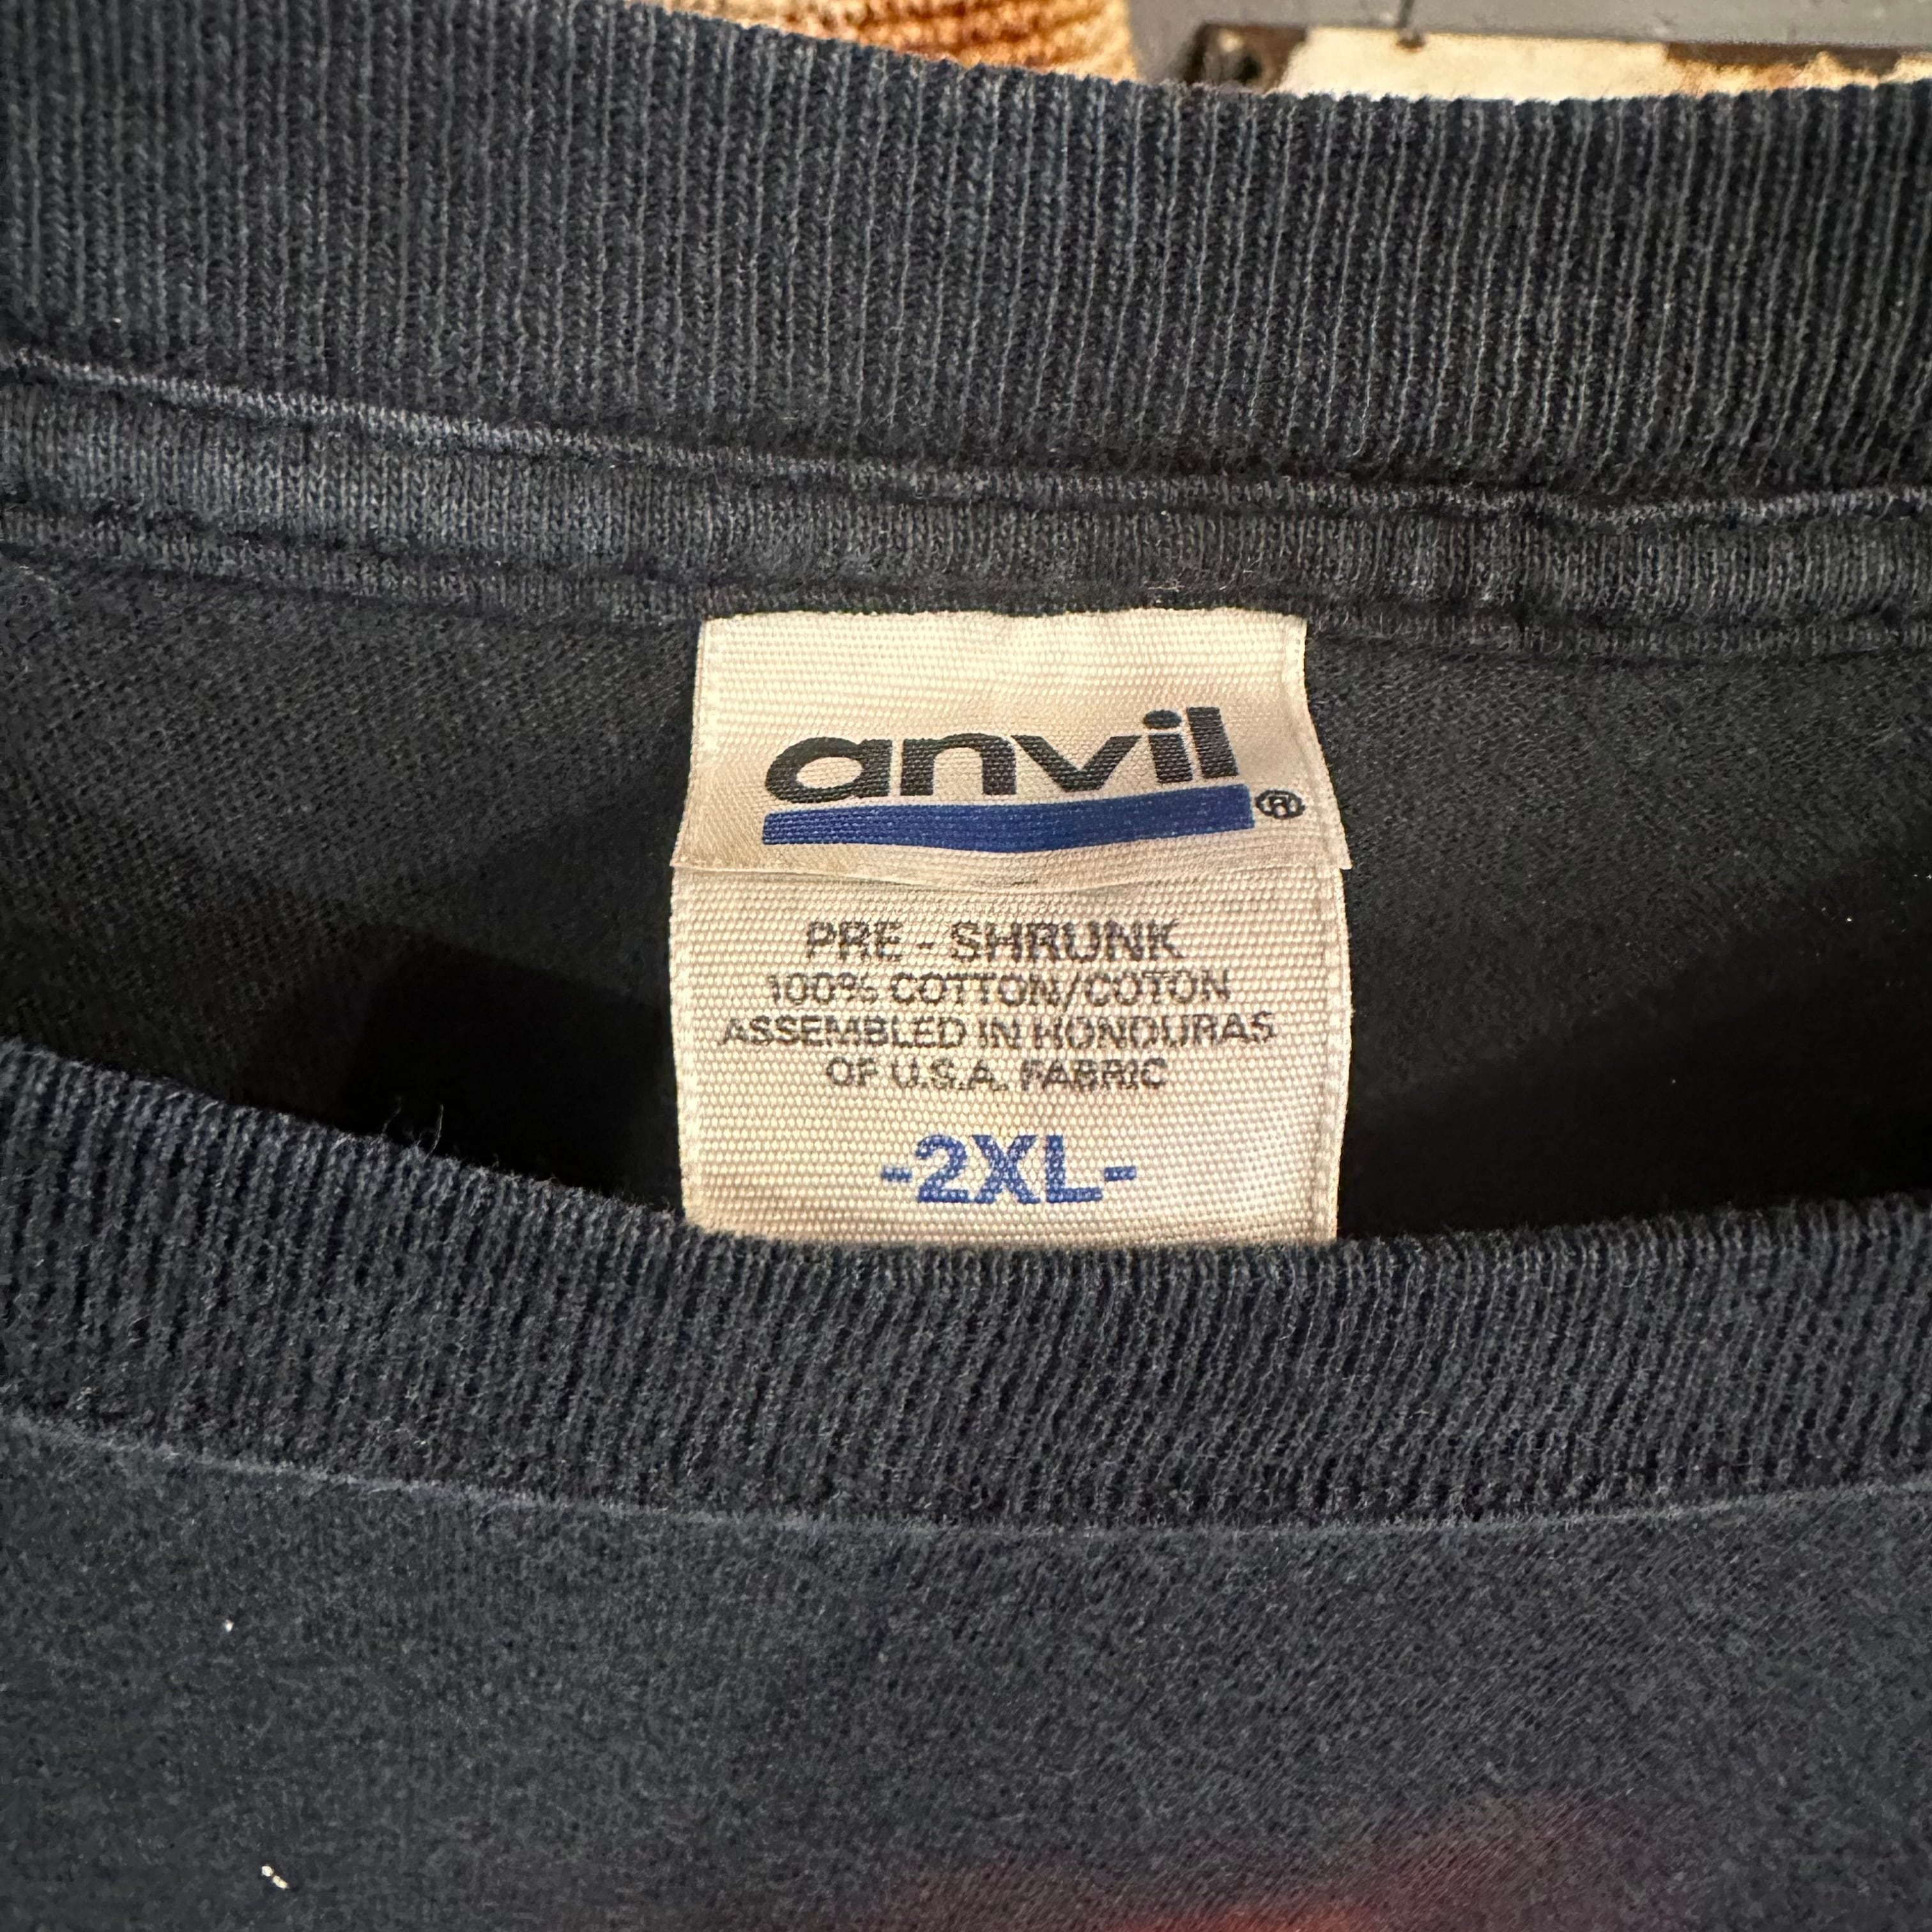 anvil®
PRE - SHRUNK
100% COTTON/COTON
ASSEMBLED IN HONDURAS
OF U.S.A. FABRIC
-2XL-